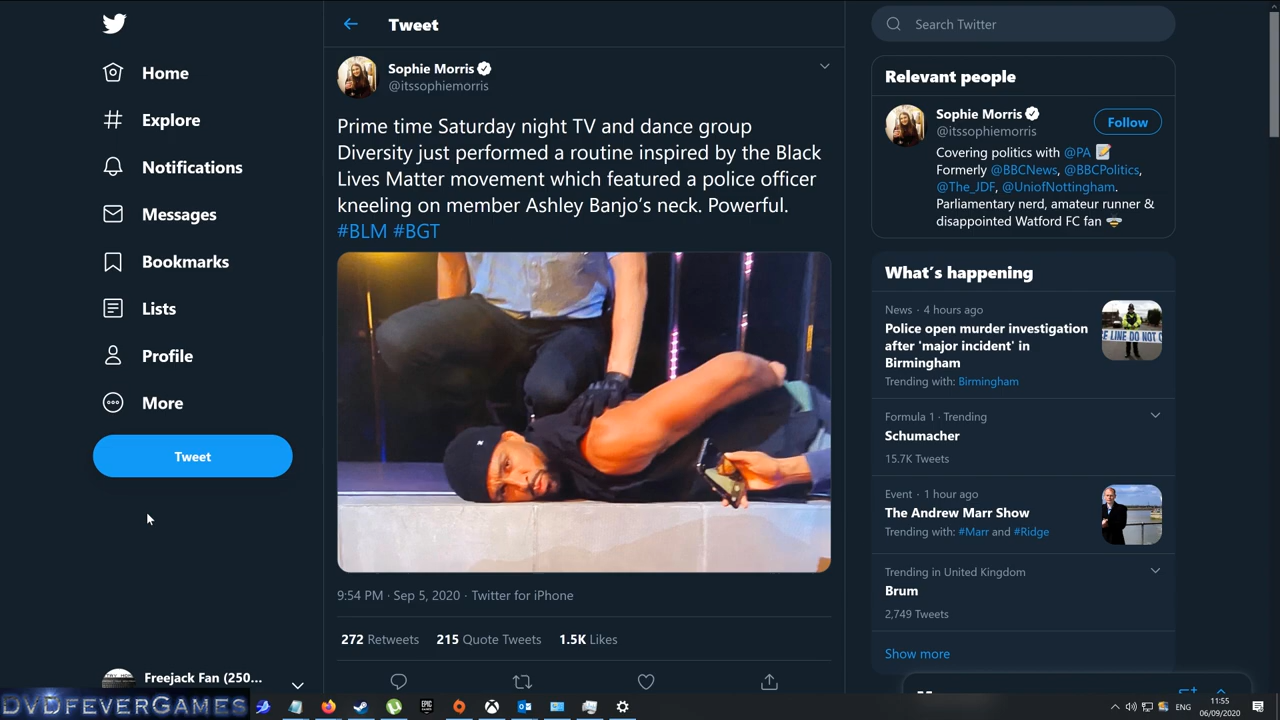 Home
Explore
Notifications
Messages
Bookmarks
Lists
Profile
More
Tweet
Freejack Fan (250...
Tweet
Sophie Morris
@itssophiemorris
Prime time Saturday night TV and dance group
Diversity just performed a routine inspired by the Black
Lives Matter movement which featured a police officer
kneeling on member Ashley Banjo's neck. Powerful.
#BLM #BGT
9:54 PM · Sep 5, 2020 · Twitter for iPhone
272 Retweets 215 Quote Tweets 1.5K Likes
Search Twitter
Relevant people
Sophie Morris
@itssophiemorris
Follow
Covering politics with @PA
Formerly @BBCNews, @BBCPolitics,
@The_JDF, @UniofNottingham.
Parliamentary nerd, amateur runner &
disappointed Watford FC fan
What's happening
News · 4 hours ago
Police open murder investigation
after 'major incident' in
Birmingham
Trending with: Birmingham
LINE DO NOT C
Formula 1 · Trending
Schumacher
15.7K Tweets
Event · 1 hour ago
The Andrew Marr Show
Trending with: #Marr and #Ridge
Trending in United Kingdom
Brum
2,749 Tweets
Show more
DVDFEVERGAMES
EPIC
GAMES
ENG
11:55
06/09/2020